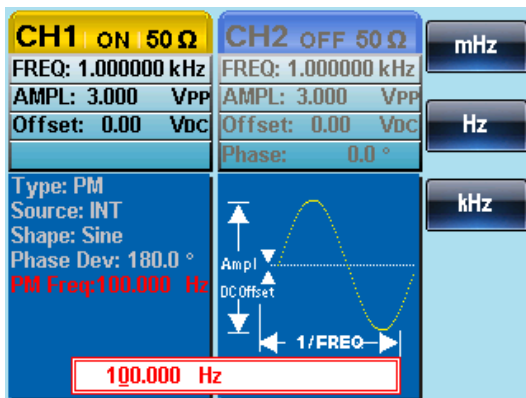 CH1 ON 50 Ω
FREQ: 1.000000 kHz
AMPL: 3.000 VPP
Offset: 0.00 VDC
CH2 OFF 50 Ω
FREQ: 1.000000 kHz
AMPL: 3.000 VPP
Offset: 0.00 VDC
Phase: 0.0 °
mHz
Hz
kHz
Type: PM
Source: INT
Shape: Sine
Phase Dev: 180.0 °
PM Freq:100.000 Hz
Ampl
DC Offset
1/FREQ
100.000 Hz